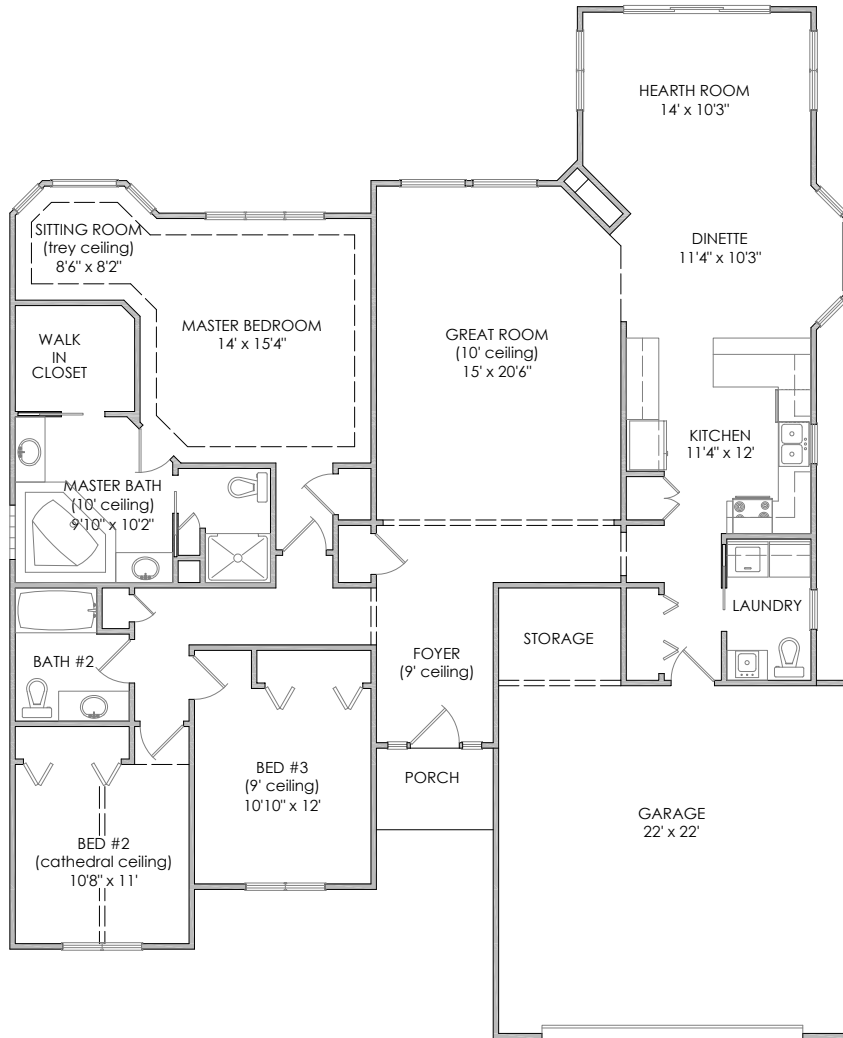 HEARTH ROOM
14' x 10'3"
SITTING ROOM
(trey ceiling)
8'6" x 8'2"
DINETTE
11'4" x 10'3"
MASTER BEDROOM
14' x 15'4"
GREAT ROOM
(10' ceiling)
15' x 20'6"
WALK
IN
CLOSET
KITCHEN
11'4" x 12'
MASTER BATH
(10' ceiling)
9'10" x 10'2"
LAUNDRY
STORAGE
FOYER
(9' ceiling)
BATH #2
BED #3
(9' ceiling)
10'10" x 12'
PORCH
GARAGE
22' x 22'
BED #2
(cathedral ceiling)
10'8" x 11'